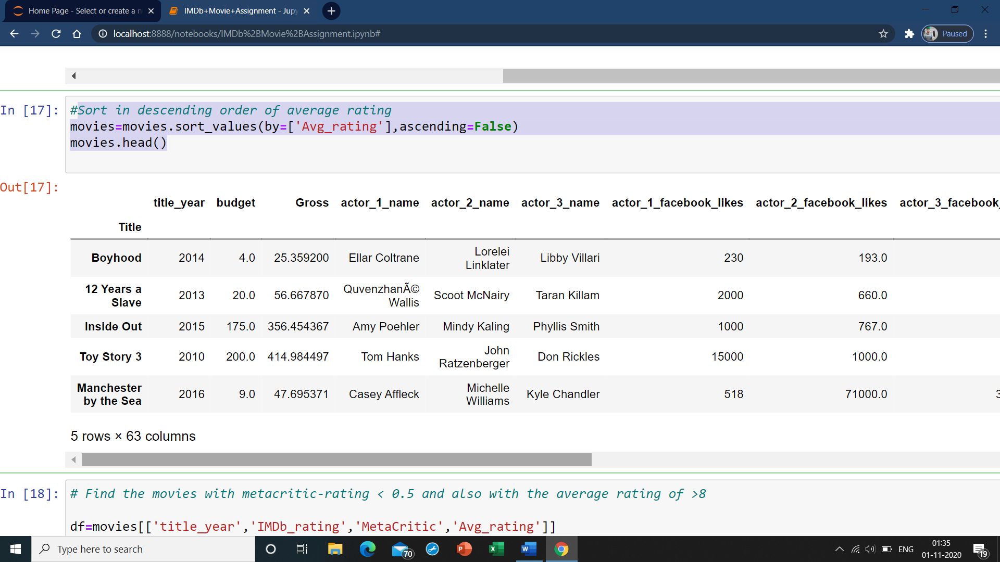 Home Page - Select or create a n
IMDb+Movie+Assignment - Jupy
localhost:8888/notebooks/IMDb%2BMovie%2BAssignment.ipynb#
Paused
In [17]:
#Sort in descending order of average rating
movies=movies.sort_values(by=['Avg_rating'],ascending=False)
movies.head()
Out[17]:
title_year budget Gross actor_1_name actor_2_name actor_3_name actor_1_facebook_likes actor_2_facebook_likes actor_3_facebook_
Title
Boyhood 2014 4.0 25.359200 Ellar Coltrane Lorelei Linklater Libby Villari 230 193.0
12 Years a Slave 2013 20.0 56.667870 QuvenzhanÃ© Wallis Scoot McNairy Taran Killam 2000 660.0
Inside Out 2015 175.0 356.454367 Amy Poehler Mindy Kaling Phyllis Smith 1000 767.0
Toy Story 3 2010 200.0 414.984497 Tom Hanks John Ratzenberger Don Rickles 15000 1000.0
Manchester by the Sea 2016 9.0 47.695371 Casey Affleck Michelle Williams Kyle Chandler 518 71000.0 3
5 rows × 63 columns
In [18]:
# Find the movies with metacritic-rating < 0.5 and also with the average rating of >8
df=movies[['title_year','IMDb_rating','MetaCritic','Avg_rating']]
Type here to search
70
ENG
01:35
01-11-2020
19